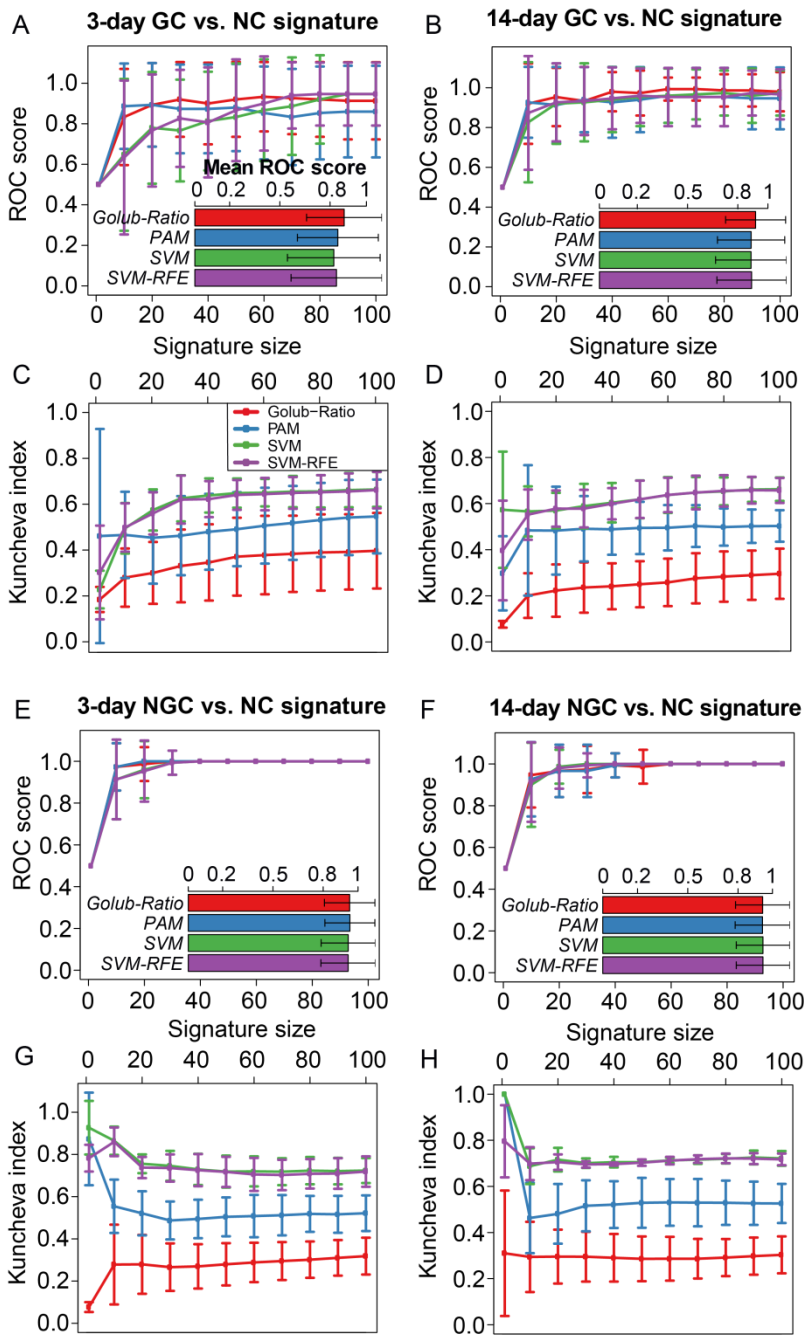 A
3-day GC vs. NC signature
ROC score
1.0
0.8
0.6
0.4
0.2
0.0
Mean ROC score
0 0.2 0.5 0.8 1
Golub-Ratio
PAM
SVM
SVM-RFE
0 20 40 60 80 100
Signature size
B
14-day GC vs. NC signature
ROC score
1.0
0.8
0.6
0.4
0.2
0.0
0 0.2 0.4 0.7 0.9 1
Golub-Ratio
PAM
SVM
SVM-RFE
0 20 40 60 80 100
Signature size
C
0 20 40 60 80 100
Kuncheva index
1.0
0.8
0.6
0.4
0.2
0.0
Golub-Ratio
PAM
SVM
SVM-RFE
D
0 20 40 60 80 100
Kuncheva index
1.0
0.8
0.6
0.4
0.2
0.0
E
3-day NGC vs. NC signature
ROC score
1.0
0.8
0.6
0.4
0.2
0.0
0 0.2 0.5 0.8 1
Golub-Ratio
PAM
SVM
SVM-RFE
0 20 40 60 80 100
Signature size
F
14-day NGC vs. NC signature
ROC score
1.0
0.8
0.6
0.4
0.2
0.0
0 0.2 0.5 0.8 1
Golub-Ratio
PAM
SVM
SVM-RFE
0 20 40 60 80 100
Signature size
G
0 20 40 60 80 100
Kuncheva index
1.0
0.8
0.6
0.4
0.2
0.0
H
0 20 40 60 80 100
Kuncheva index
1.0
0.8
0.6
0.4
0.2
0.0